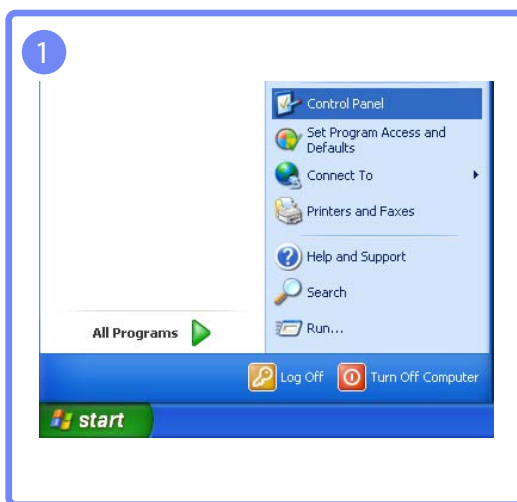 1
Control Panel
Set Program Access and
Defaults
Connect To
Printers and Faxes
Help and Support
Search
Run...
All Programs
Log Off
Turn Off Computer
start